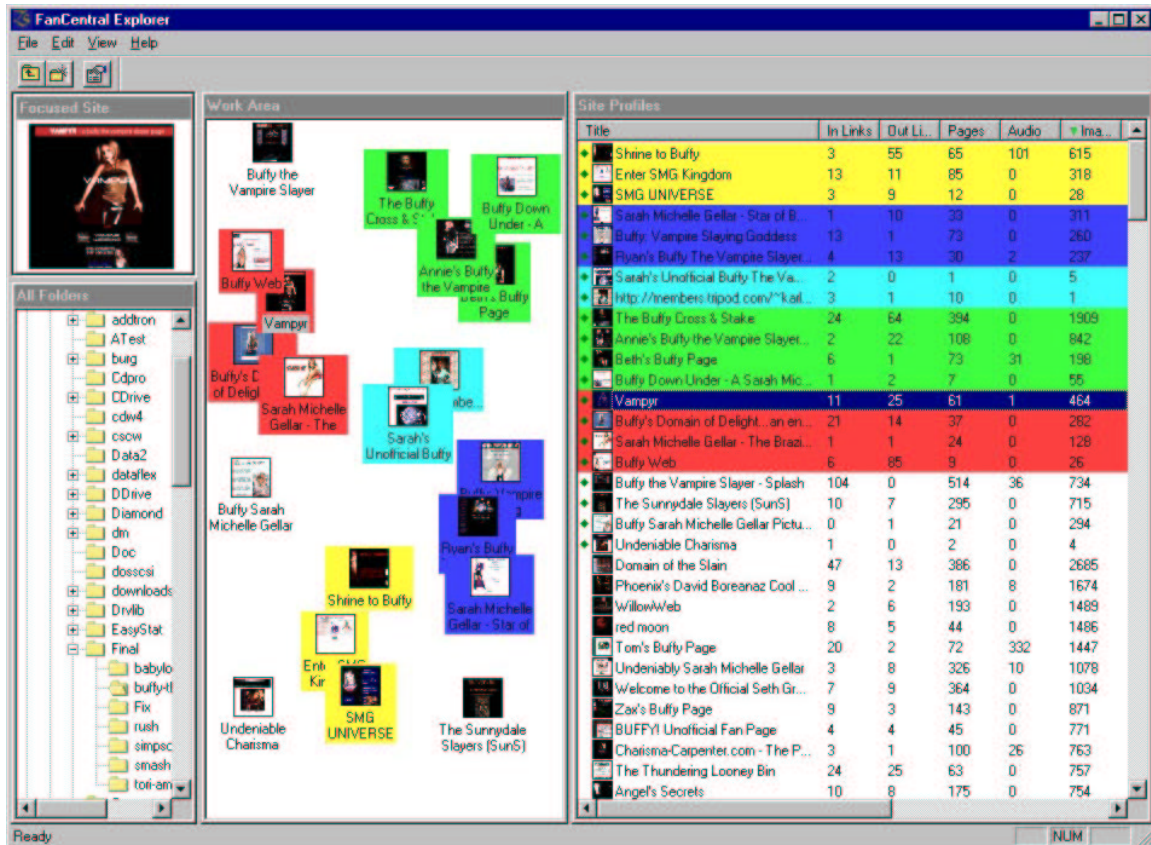 FanCentral Explorer
File Edit View Help
Focused Site
VAMPYR
All Folders
addtron
ATest
burg
Cdpro
CDrive
cdw4
cscw
Data2
dataflex
DDrive
Diamond
dm
Doc
dosscsi
downloads
Drvlib
EasyStat
Final
babylo
buffy-th
Fix
rush
simpsc
smash
tori-am
Work Area
Buffy the
Vampire Slayer
The Buffy
Cross & Stak
Buffy Down
Under - A
Annie's Buffy
the Vampire
Beth's Buffy
Page
Buffy Web
Vampyr
Buffy's D
of Delight
Sarah Michelle
Gellar - The
Sarah's
Unofficial Buffy
Buffy Sarah
Michelle Gellar
Buffy, Vampire
Ryan's Buffy
Sarah Michelle
Gellar - Star of
Shrine to Buffy
Enter SMG
Kin
SMG
UNIVERSE
Undeniable
Charisma
The Sunnydale
Slayers (SunS)
Site Profiles
Title In Links Out Li... Pages Audio Ima...
Shrine to Buffy 3 55 65 101 615
Enter SMG Kingdom 13 11 85 0 318
SMG UNIVERSE 3 9 12 0 28
Sarah Michelle Gellar - Star of B... 1 10 33 0 311
Buffy, Vampire Slaying Goddess 13 1 73 0 260
Ryan's Buffy The Vampire Slayer... 4 13 30 2 237
Sarah's Unofficial Buffy The Va... 2 0 1 0 5
http://members.tripod.com/~karl... 3 1 10 0 1
The Buffy Cross & Stake 24 64 394 0 1909
Annie's Buffy the Vampire Slayer... 2 22 108 0 842
Beth's Buffy Page 6 1 73 31 198
Buffy Down Under - A Sarah Mic... 1 2 7 0 55
Vampyr 11 25 61 1 464
Buffy's Domain of Delight...an en... 21 14 37 0 282
Sarah Michelle Gellar - The Brazi... 1 1 24 0 128
Buffy Web 6 85 9 0 26
Buffy the Vampire Slayer - Splash 104 0 514 36 734
The Sunnydale Slayers (SunS) 10 7 295 0 715
Buffy Sarah Michelle Gellar Pictu... 0 1 21 0 294
Undeniable Charisma 1 0 2 0 4
Domain of the Slain 47 13 386 0 2685
Phoenix's David Boreanaz Cool ... 9 2 181 8 1674
WillowWeb 2 6 193 0 1489
red moon 8 5 44 0 1486
Tom's Buffy Page 20 2 72 332 1447
Undeniably Sarah Michelle Gellar 3 8 326 10 1078
Welcome to the Official Seth Gr... 7 9 364 0 1034
Zax's Buffy Page 9 3 143 0 871
BUFFY! Unofficial Fan Page 4 4 45 0 771
Charisma-Carpenter.com - The P... 3 1 100 26 763
The Thundering Looney Bin 24 25 63 0 757
Angel's Secrets 10 8 175 0 754
Ready
NUM